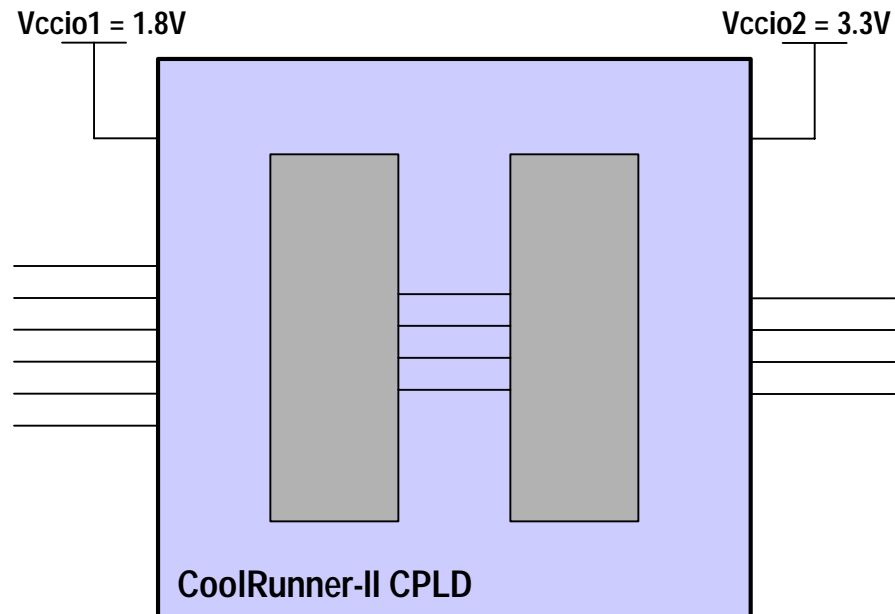 Vccio1 = 1.8V
Vccio2 = 3.3V
CoolRunner-II CPLD